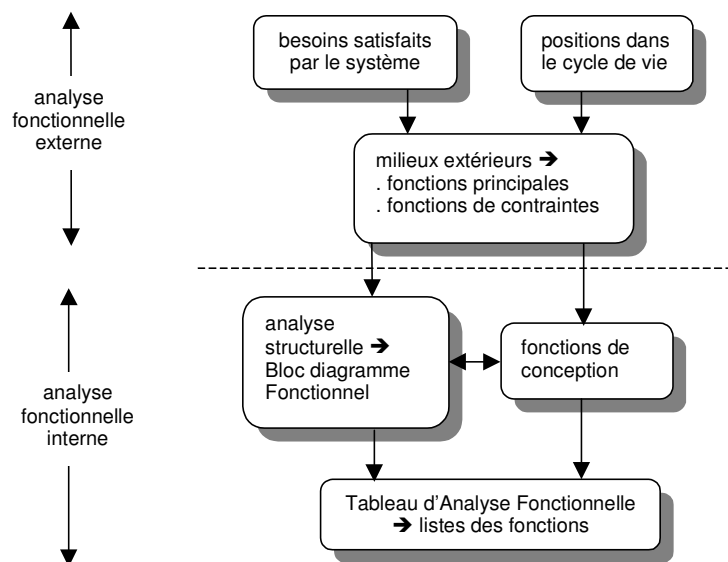 besoins satisfaits
par le système
positions dans
le cycle de vie
analyse
fonctionnelle
externe
milieux extérieurs ➔
. fonctions principales
. fonctions de contraintes
analyse
structurelle ➔
Bloc diagramme
Fonctionnel
fonctions de
conception
analyse
fonctionnelle
interne
Tableau d'Analyse Fonctionnelle
➔ listes des fonctions